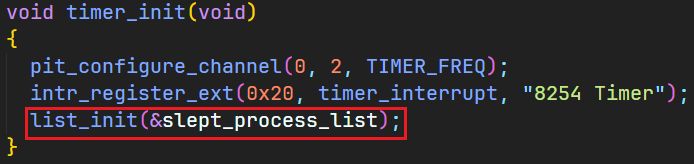 void timer_init(void)
{
pit_configure_channel(0, 2, TIMER_FREQ);
intr_register_ext(0x20, timer_interrupt, "8254 Timer");
list_init(&slept_process_list);
}